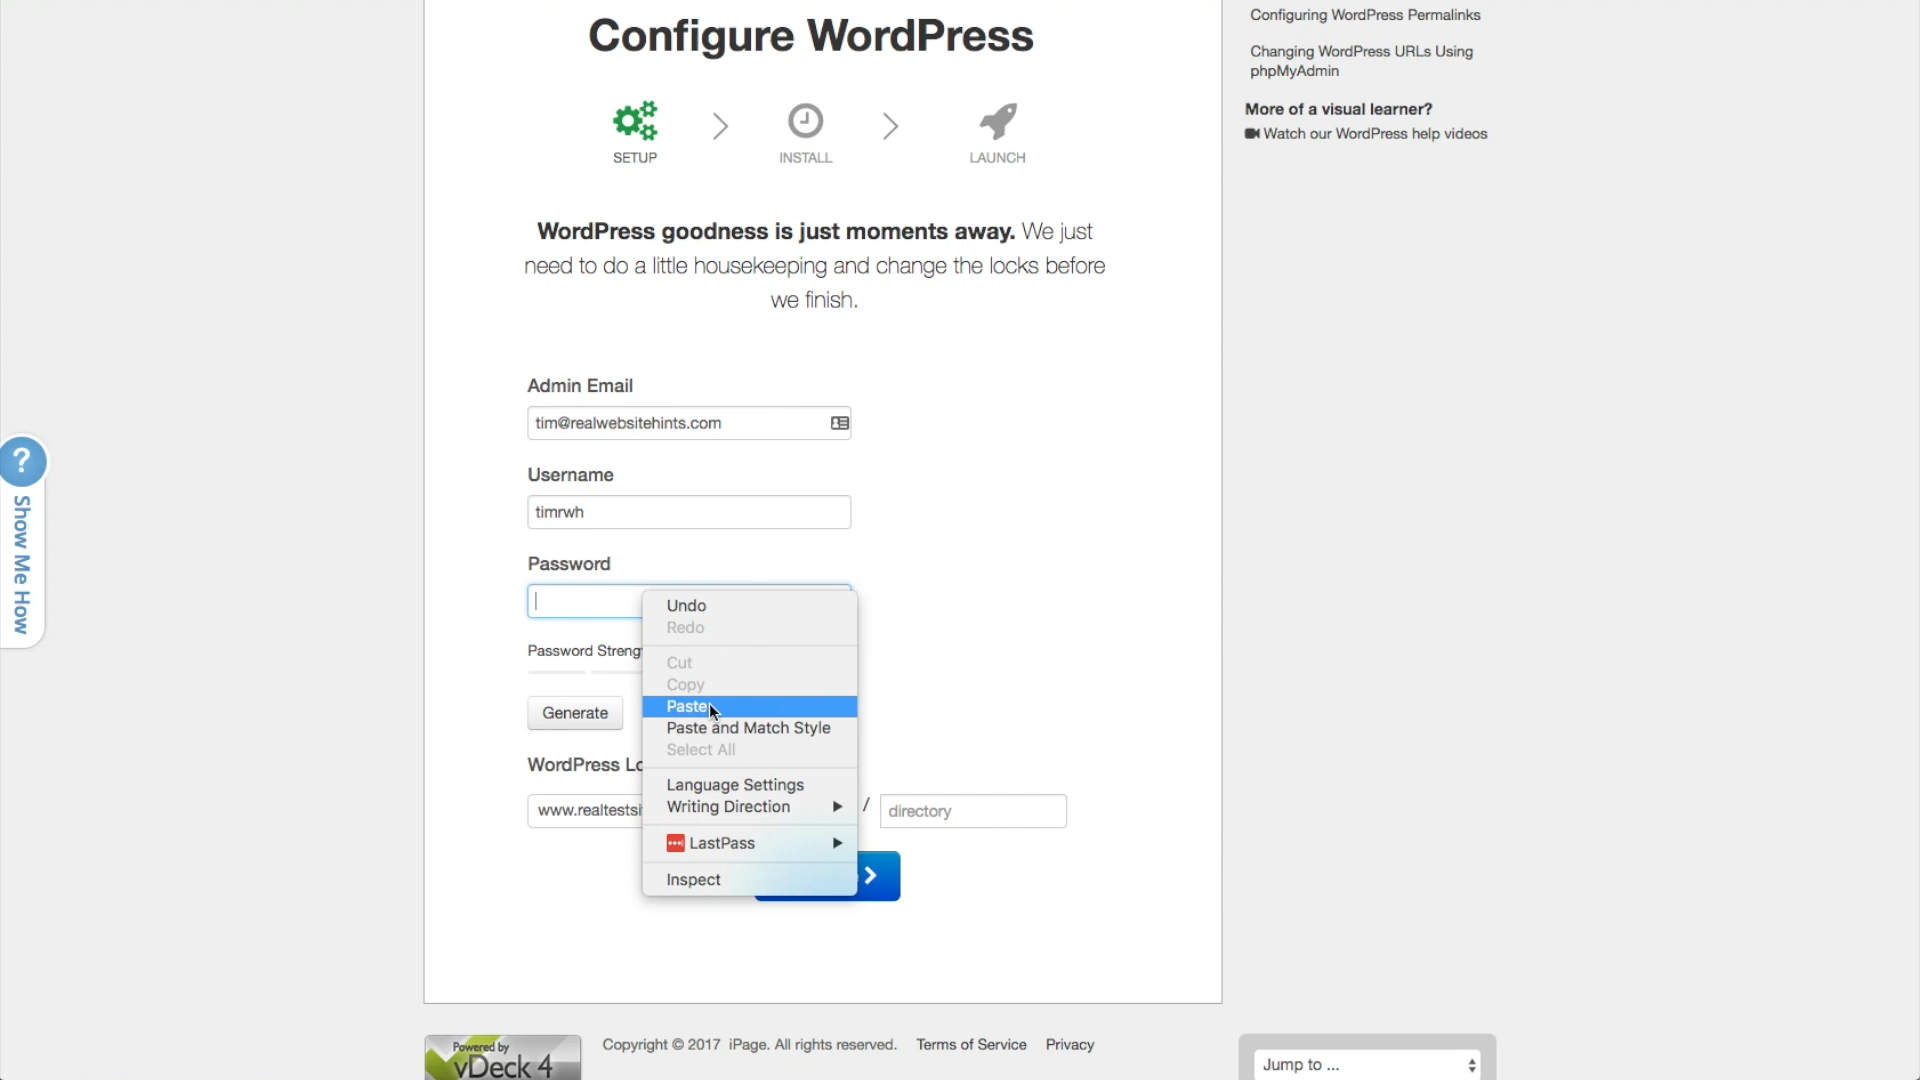 Configure WordPress
SETUP
INSTALL
LAUNCH
WordPress goodness is just moments away. We just
need to do a little housekeeping and change the locks before
we finish.
Admin Email
tim@realwebsitehints.com
Username
timrwh
Password
Password Streng
Generate
WordPress Lo
www.realtestsi
/
directory
Undo
Redo
Cut
Copy
Paste
Paste and Match Style
Select All
Language Settings
Writing Direction
LastPass
Inspect
Configuring WordPress Permalinks
Changing WordPress URLs Using
phpMyAdmin
More of a visual learner?
Watch our WordPress help videos
?
Show Me How
Powered by
vDeck 4
Copyright © 2017 iPage. All rights reserved.
Terms of Service
Privacy
Jump to ...